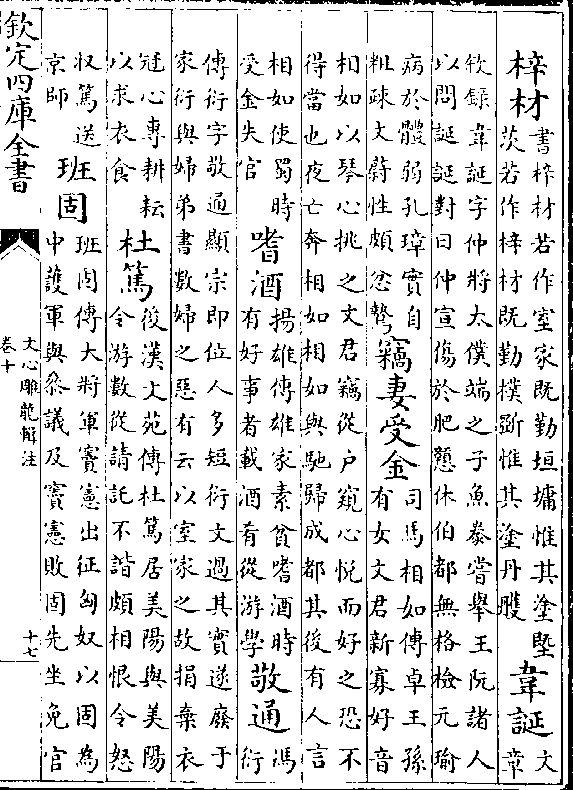 梓材
書梓材若作室家既勤垣墉惟其塗塈
茨若作梓材既勤樸斵惟其塗丹雘
韋誕
文
章
敘錄韋誕字仲將太僕端之子魚豢嘗舉王阮諸人
以問誕誕對曰仲宣傷於肥戇休伯都無格檢元瑜
病於體弱孔璋實自
粗疎文蔚性頗忿鷙
竊妻受金
司馬相如傳卓王孫
有女文君新寡好音
相如以琴心挑之文君竊從户窺心悅而好之恐不
得當也夜亡奔相如相如與馳歸成都其後有人言
相如使蜀時
受金失官
嗜酒
揚雄傳雄家素貧嗜酒時
有好事者載酒肴從游學
敬通
馮
衍
傳衍字敬通顯宗即位人多短衍文過其實遂廢于
家衍與婦弟書數婦之惡有云以室家之故捐棄衣
冠心專耕耘
以求衣食
杜篤
後漢文苑傳杜篤居美陽與美陽
令游數從請託不諧頗相恨令怒
収篤送
京師
班固
班固傳大將軍竇憲出征匈奴以固為
中護軍與叅議及竇憲敗固先坐免官
欽定四庫全書
文心雕龍輯注
卷十
十七